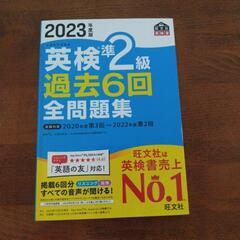 2023年度版
英検準2級
過去6回
全問題集
2020年度第3回~2022年度第2回
「英語の友」対応!
掲載6回分
すべての音声が聞ける!
旺文社は
英検書売上
No.1
旺文社